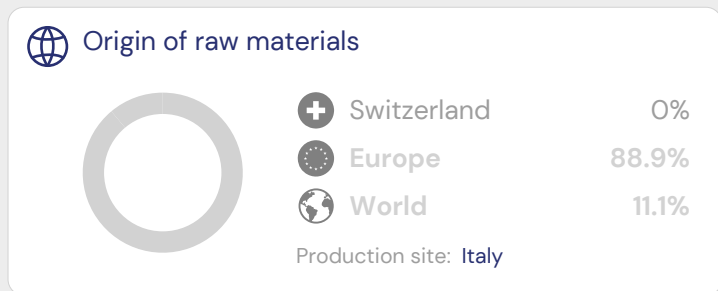 Origin of raw materials
Switzerland 0%
Europe 88.9%
World 11.1%
Production site: Italy